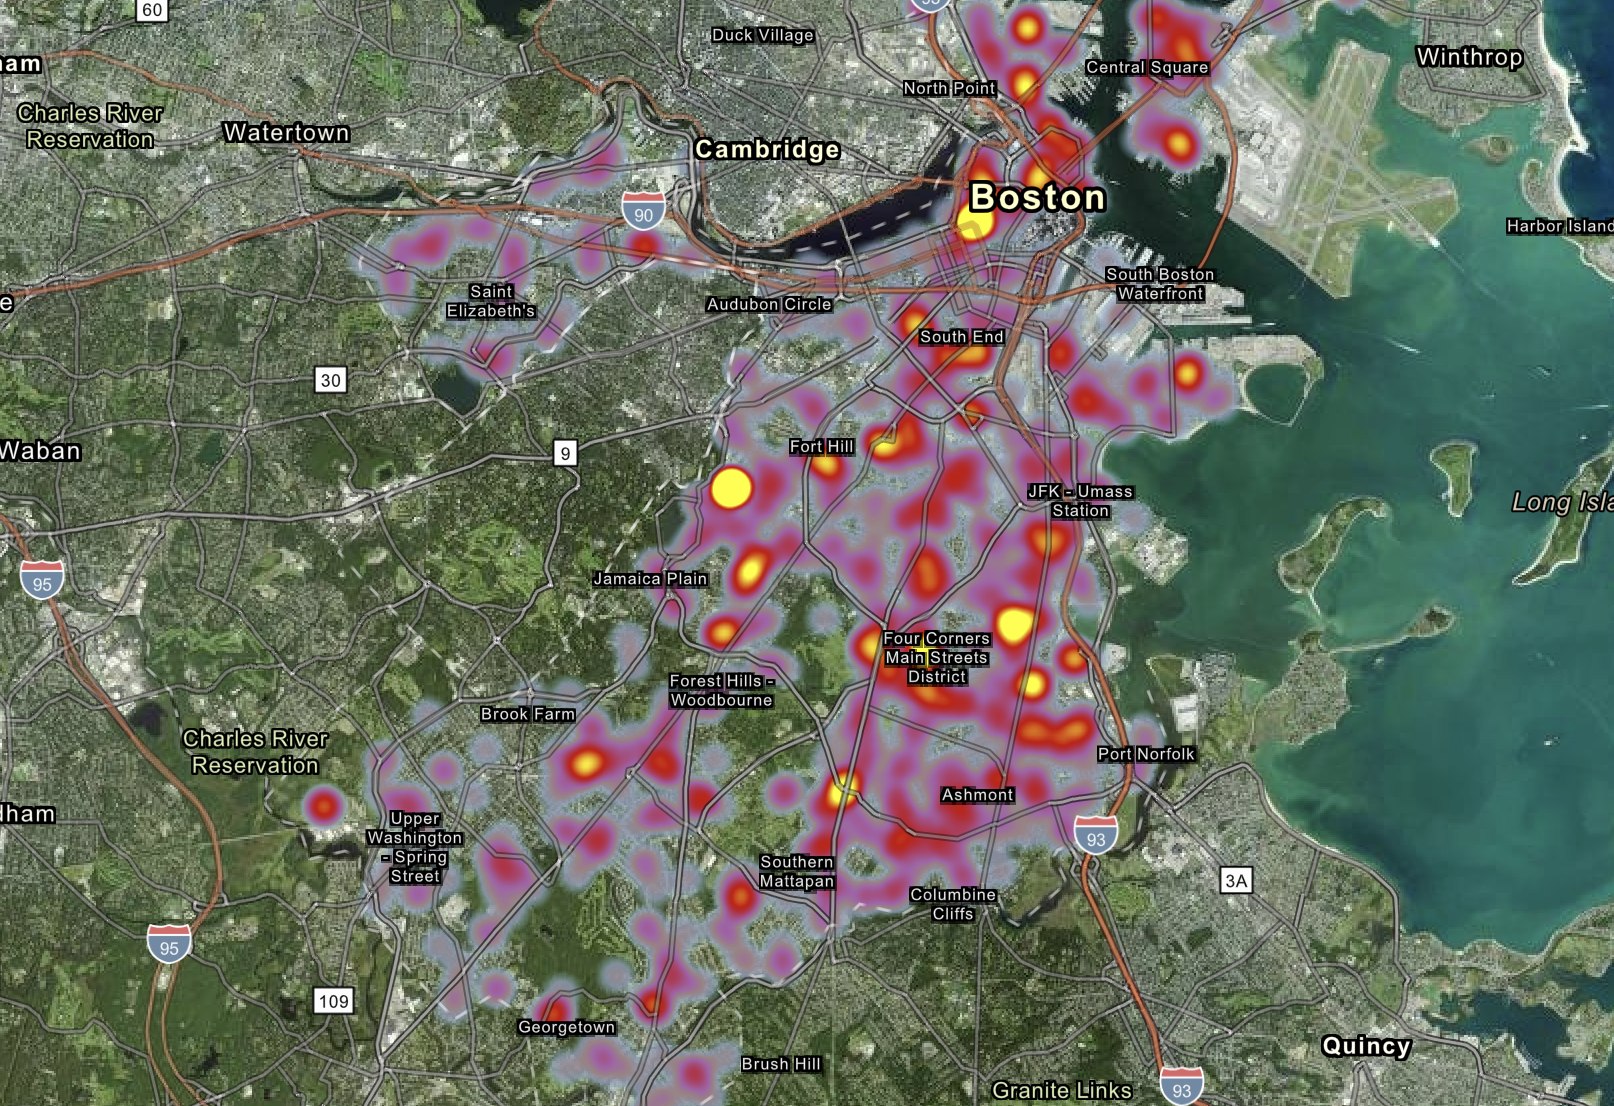 60
93
Duck Village
ham
Winthrop
Central Square
North Point
Charles River
Reservation
Watertown
Cambridge
Boston
90
Harbor Island
South Boston
Waterfront
Saint
Elizabeth's
Audubon Circle
e
South End
30
Fort Hill
Waban
9
JFK - Umass
Station
Long Isla
95
Jamaica Plain
Four Corners
Main Streets
District
Forest Hills -
Woodbourne
Brook Farm
Charles River
Reservation
Port Norfolk
Ashmont
dham
Upper
Washington
- Spring
Street
93
Southern
Mattapan
3A
Columbine
Cliffs
95
109
Georgetown
Quincy
Brush Hill
Granite Links
93